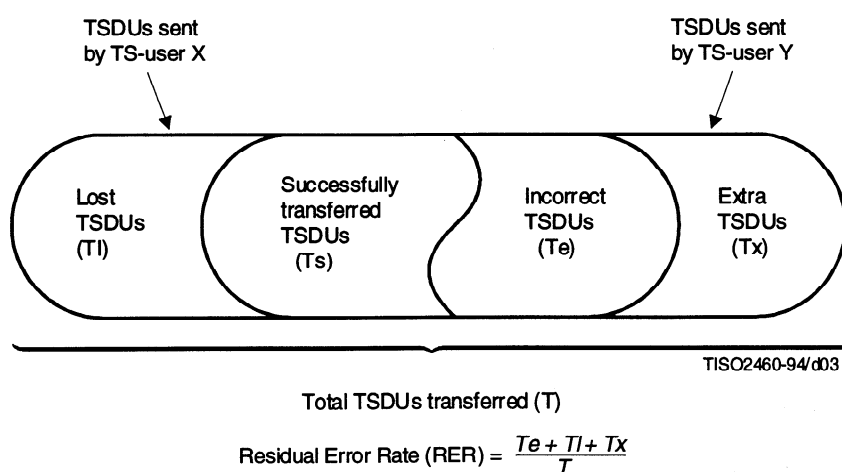 TSDUs sent
by TS-user X
TSDUs sent
by TS-user Y
Lost
TSDUs
(Tl)
Successfully
transferred
TSDUs
(Ts)
Incorrect
TSDUs
(Te)
Extra
TSDUs
(Tx)
TISO2460-94/d03
Total TSDUs transferred (T)
Residual Error Rate (RER) = Te + Tl + Tx
T